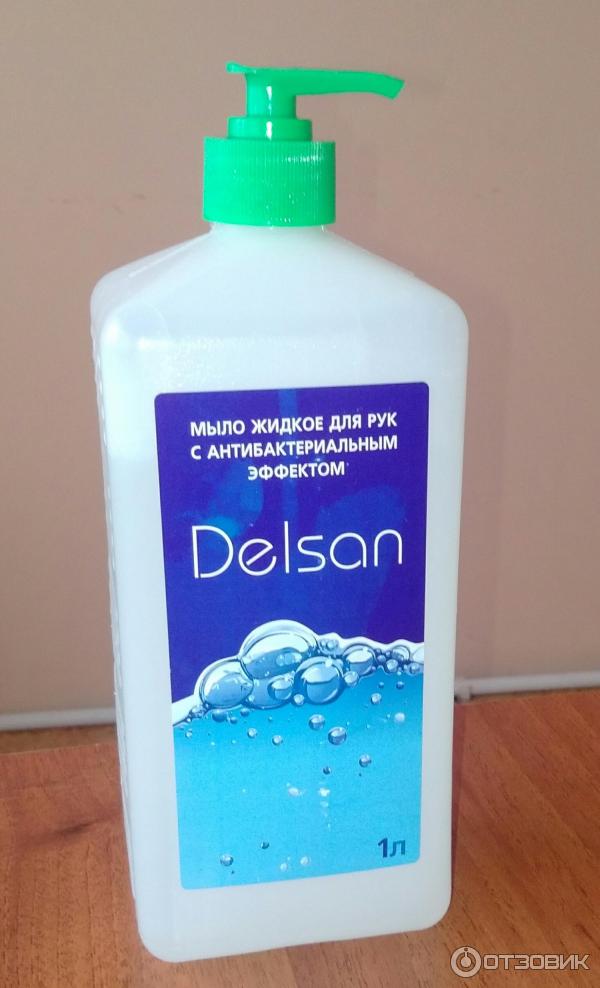 МЫЛО ЖИДКОЕ ДЛЯ РУК
С АНТИБАКТЕРИАЛЬНЫМ
ЭФФЕКТОМ
Delsan
1л
ОТЗОВИК